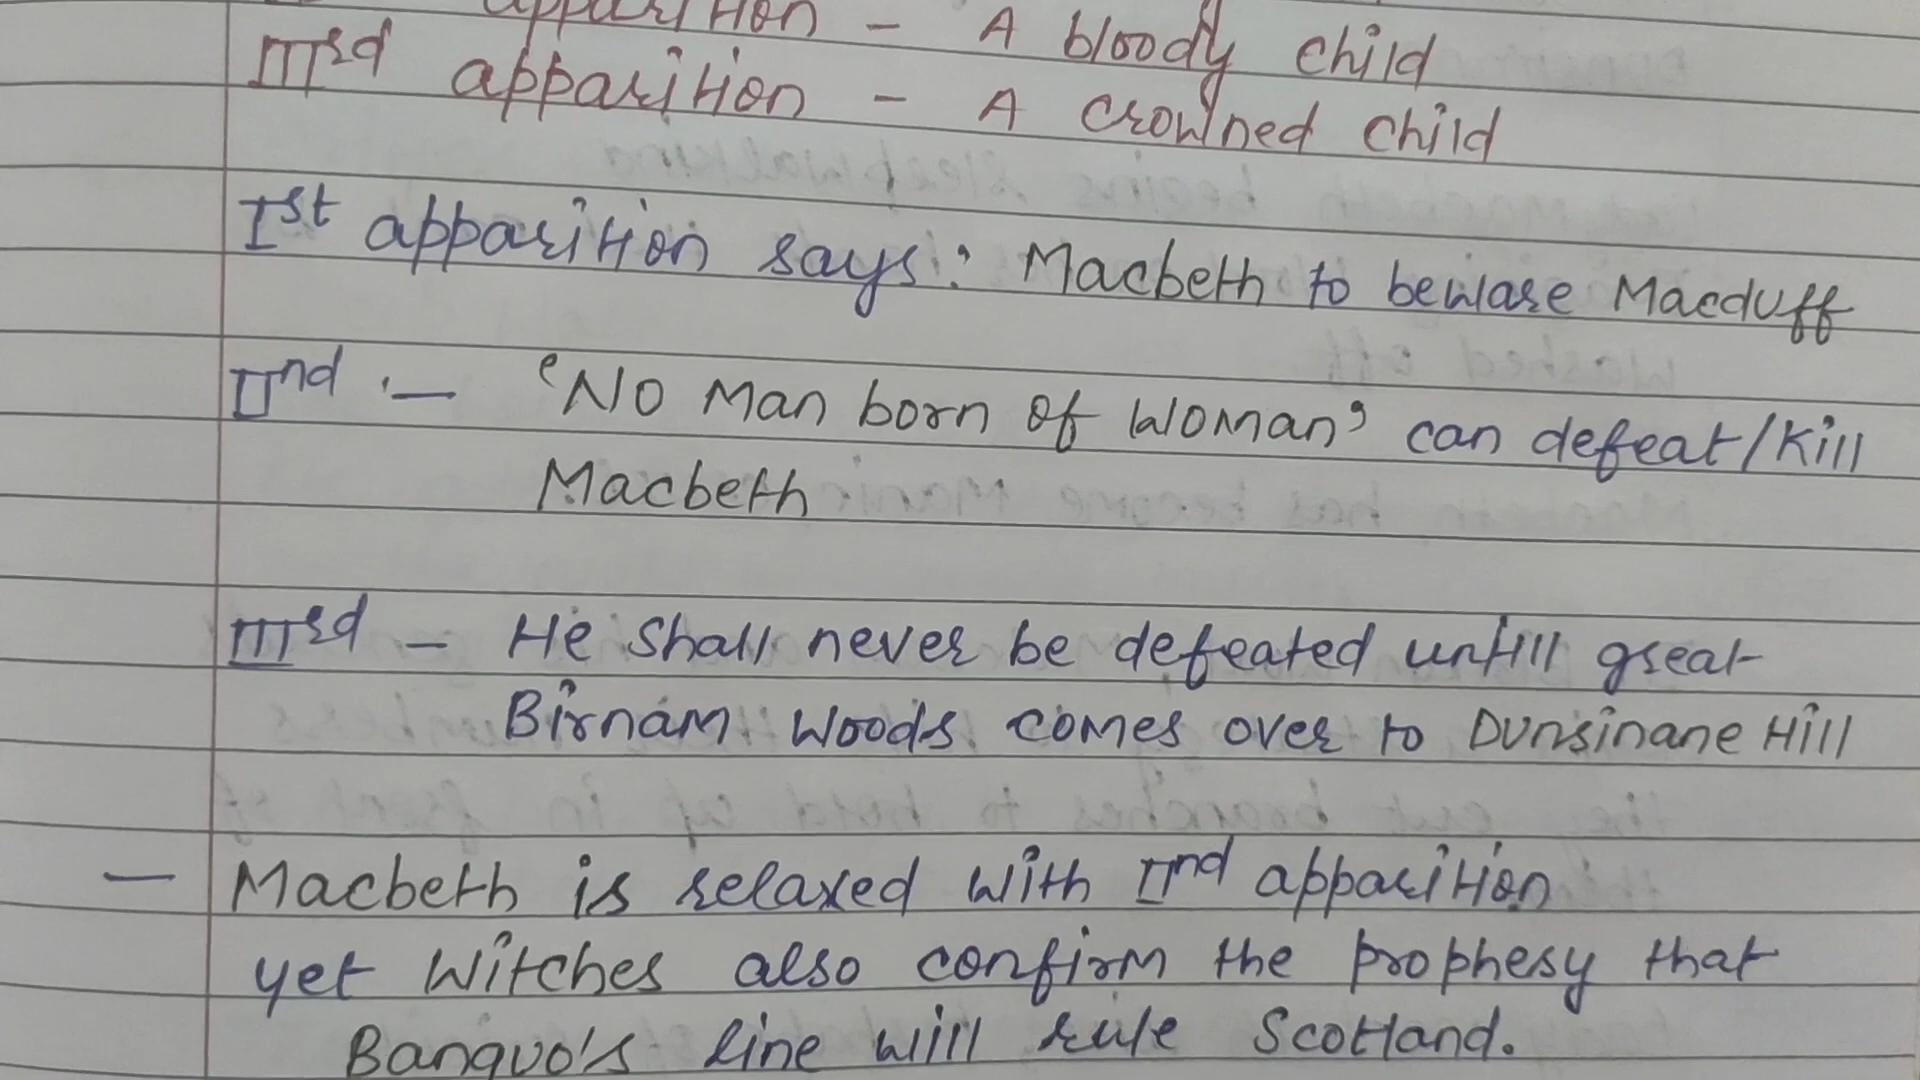 apparition - A bloody child
IIIrd apparition - A crowned child
Ist apparition says: Macbeth to beware Macduff
IInd - 'No Man born of Woman' can defeat/kill
Macbeth
IIIrd - He shall never be defeated untill great
Birnam Woods comes over to Dunsinane Hill
- Macbeth is relaxed with IInd apparition
yet Witches also confirm the prophesy that
Banquo's line will rule Scotland.